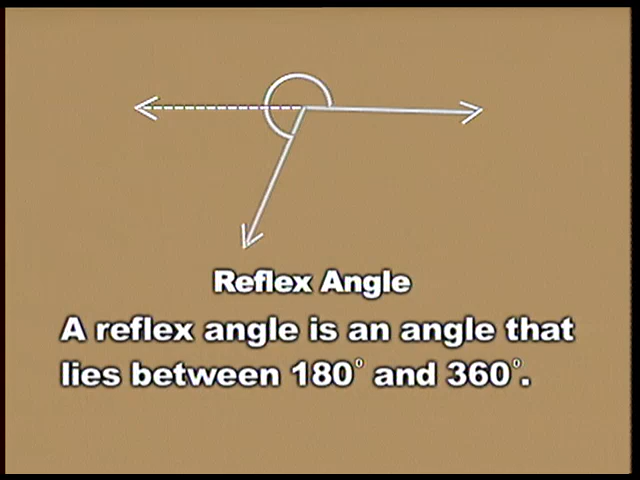 Reflex Angle
A reflex angle is an angle that
lies between 180° and 360°.